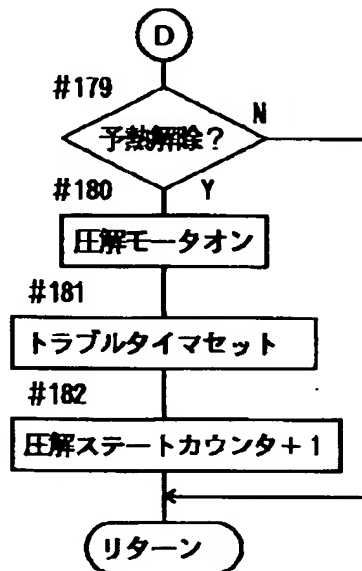 D
#179
予熱解除?
N
#180
Y
圧解モータオン
#181
トラブルタイマセット
#182
圧解ステートカウンタ+1
リターン